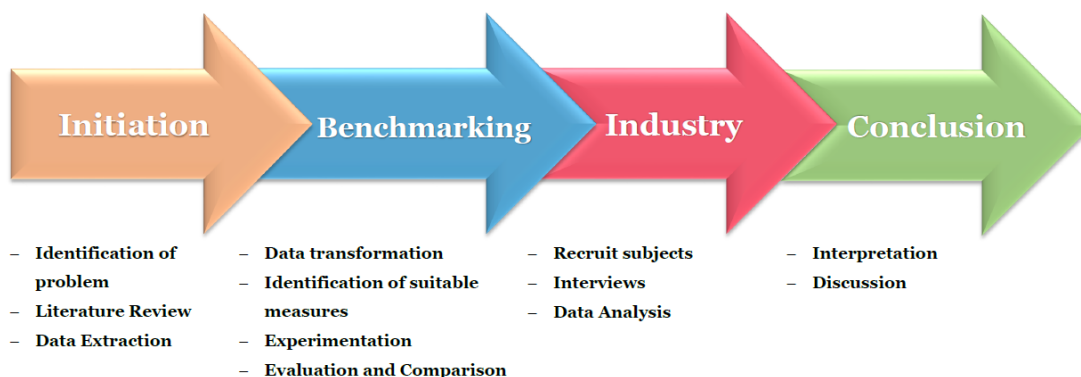 Initiation
Benchmarking
Industry
Conclusion
– Identification of
problem
– Literature Review
– Data Extraction
– Data transformation
– Identification of suitable
measures
– Experimentation
– Evaluation and Comparison
– Recruit subjects
– Interviews
– Data Analysis
– Interpretation
– Discussion